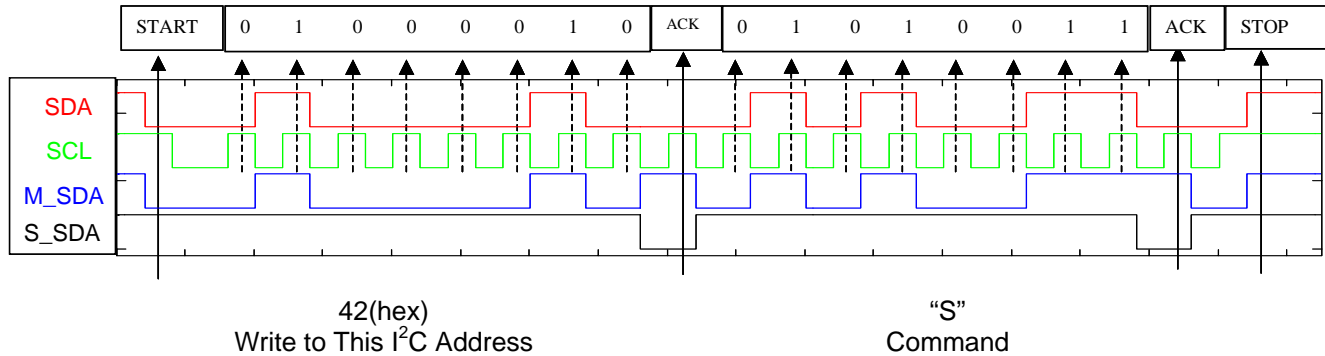 START 0 1 0 0 0 0 1 0 ACK 0 1 0 1 0 0 1 1 ACK STOP
SDA
SCL
M_SDA
S_SDA
42(hex)
Write to This I²C Address
“S”
Command